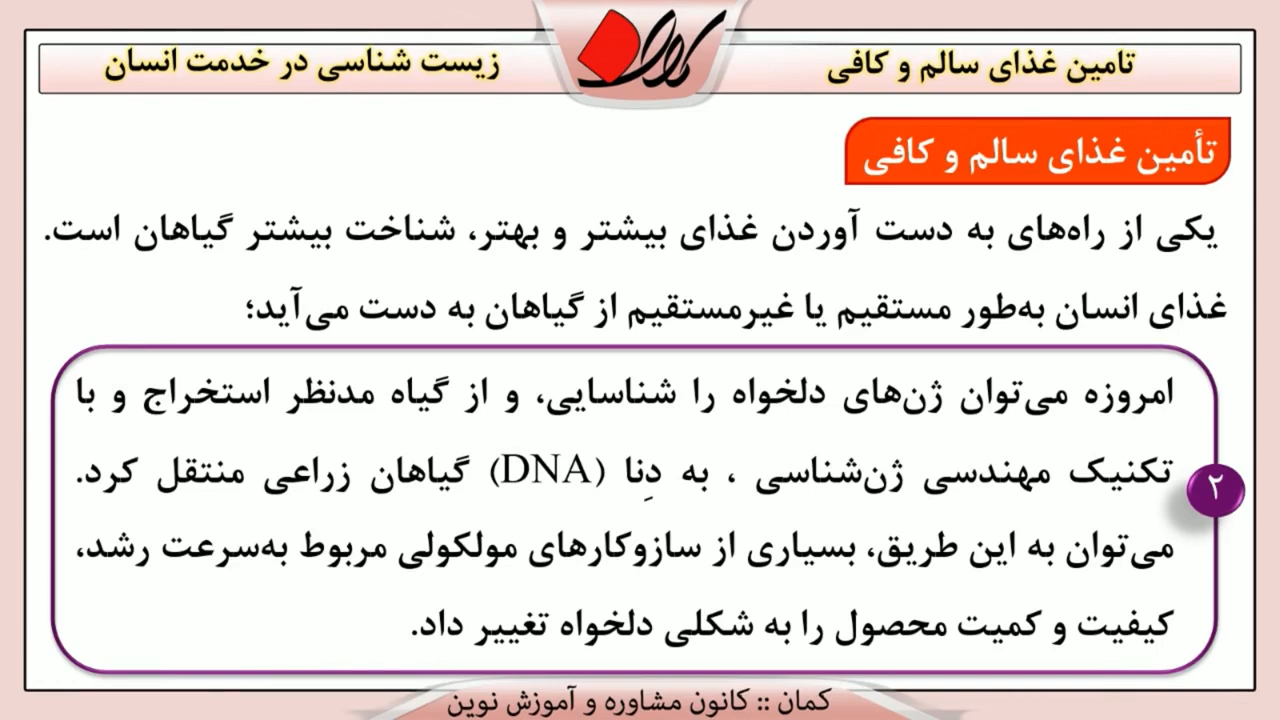 تامین غذای سالم و کافی
زیست شناسی در خدمت انسان
کمان
تأمین غذای سالم و کافی
یکی از راه‌های به دست آوردن غذای بیشتر و بهتر، شناخت بیشتر گیاهان است.
غذای انسان به‌طور مستقیم یا غیرمستقیم از گیاهان به دست می‌آید؛
امروزه می‌توان ژن‌های دلخواه را شناسایی، و از گیاه مدنظر استخراج و با
تکنیک مهندسی ژن‌شناسی ، به دِنا (DNA) گیاهان زراعی منتقل کرد.
۲
می‌توان به این طریق، بسیاری از سازوکارهای مولکولی مربوط به‌سرعت رشد،
کیفیت و کمیت محصول را به شکلی دلخواه تغییر داد.
کمان :: کانون مشاوره و آموزش نوین